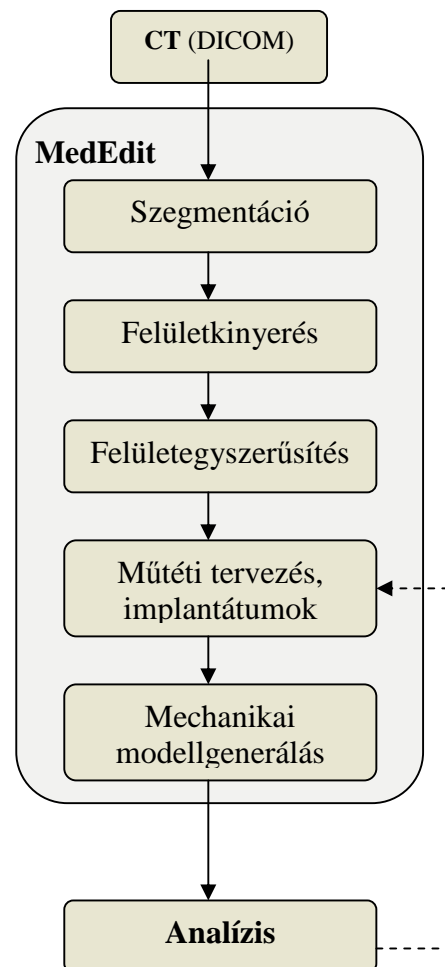 CT (DICOM)
MedEdit
Szegmentáció
Felületkinyerés
Felületegyszerűsítés
Műtéti tervezés,
implantátumok
Mechanikai
modellgenerálás
Analízis